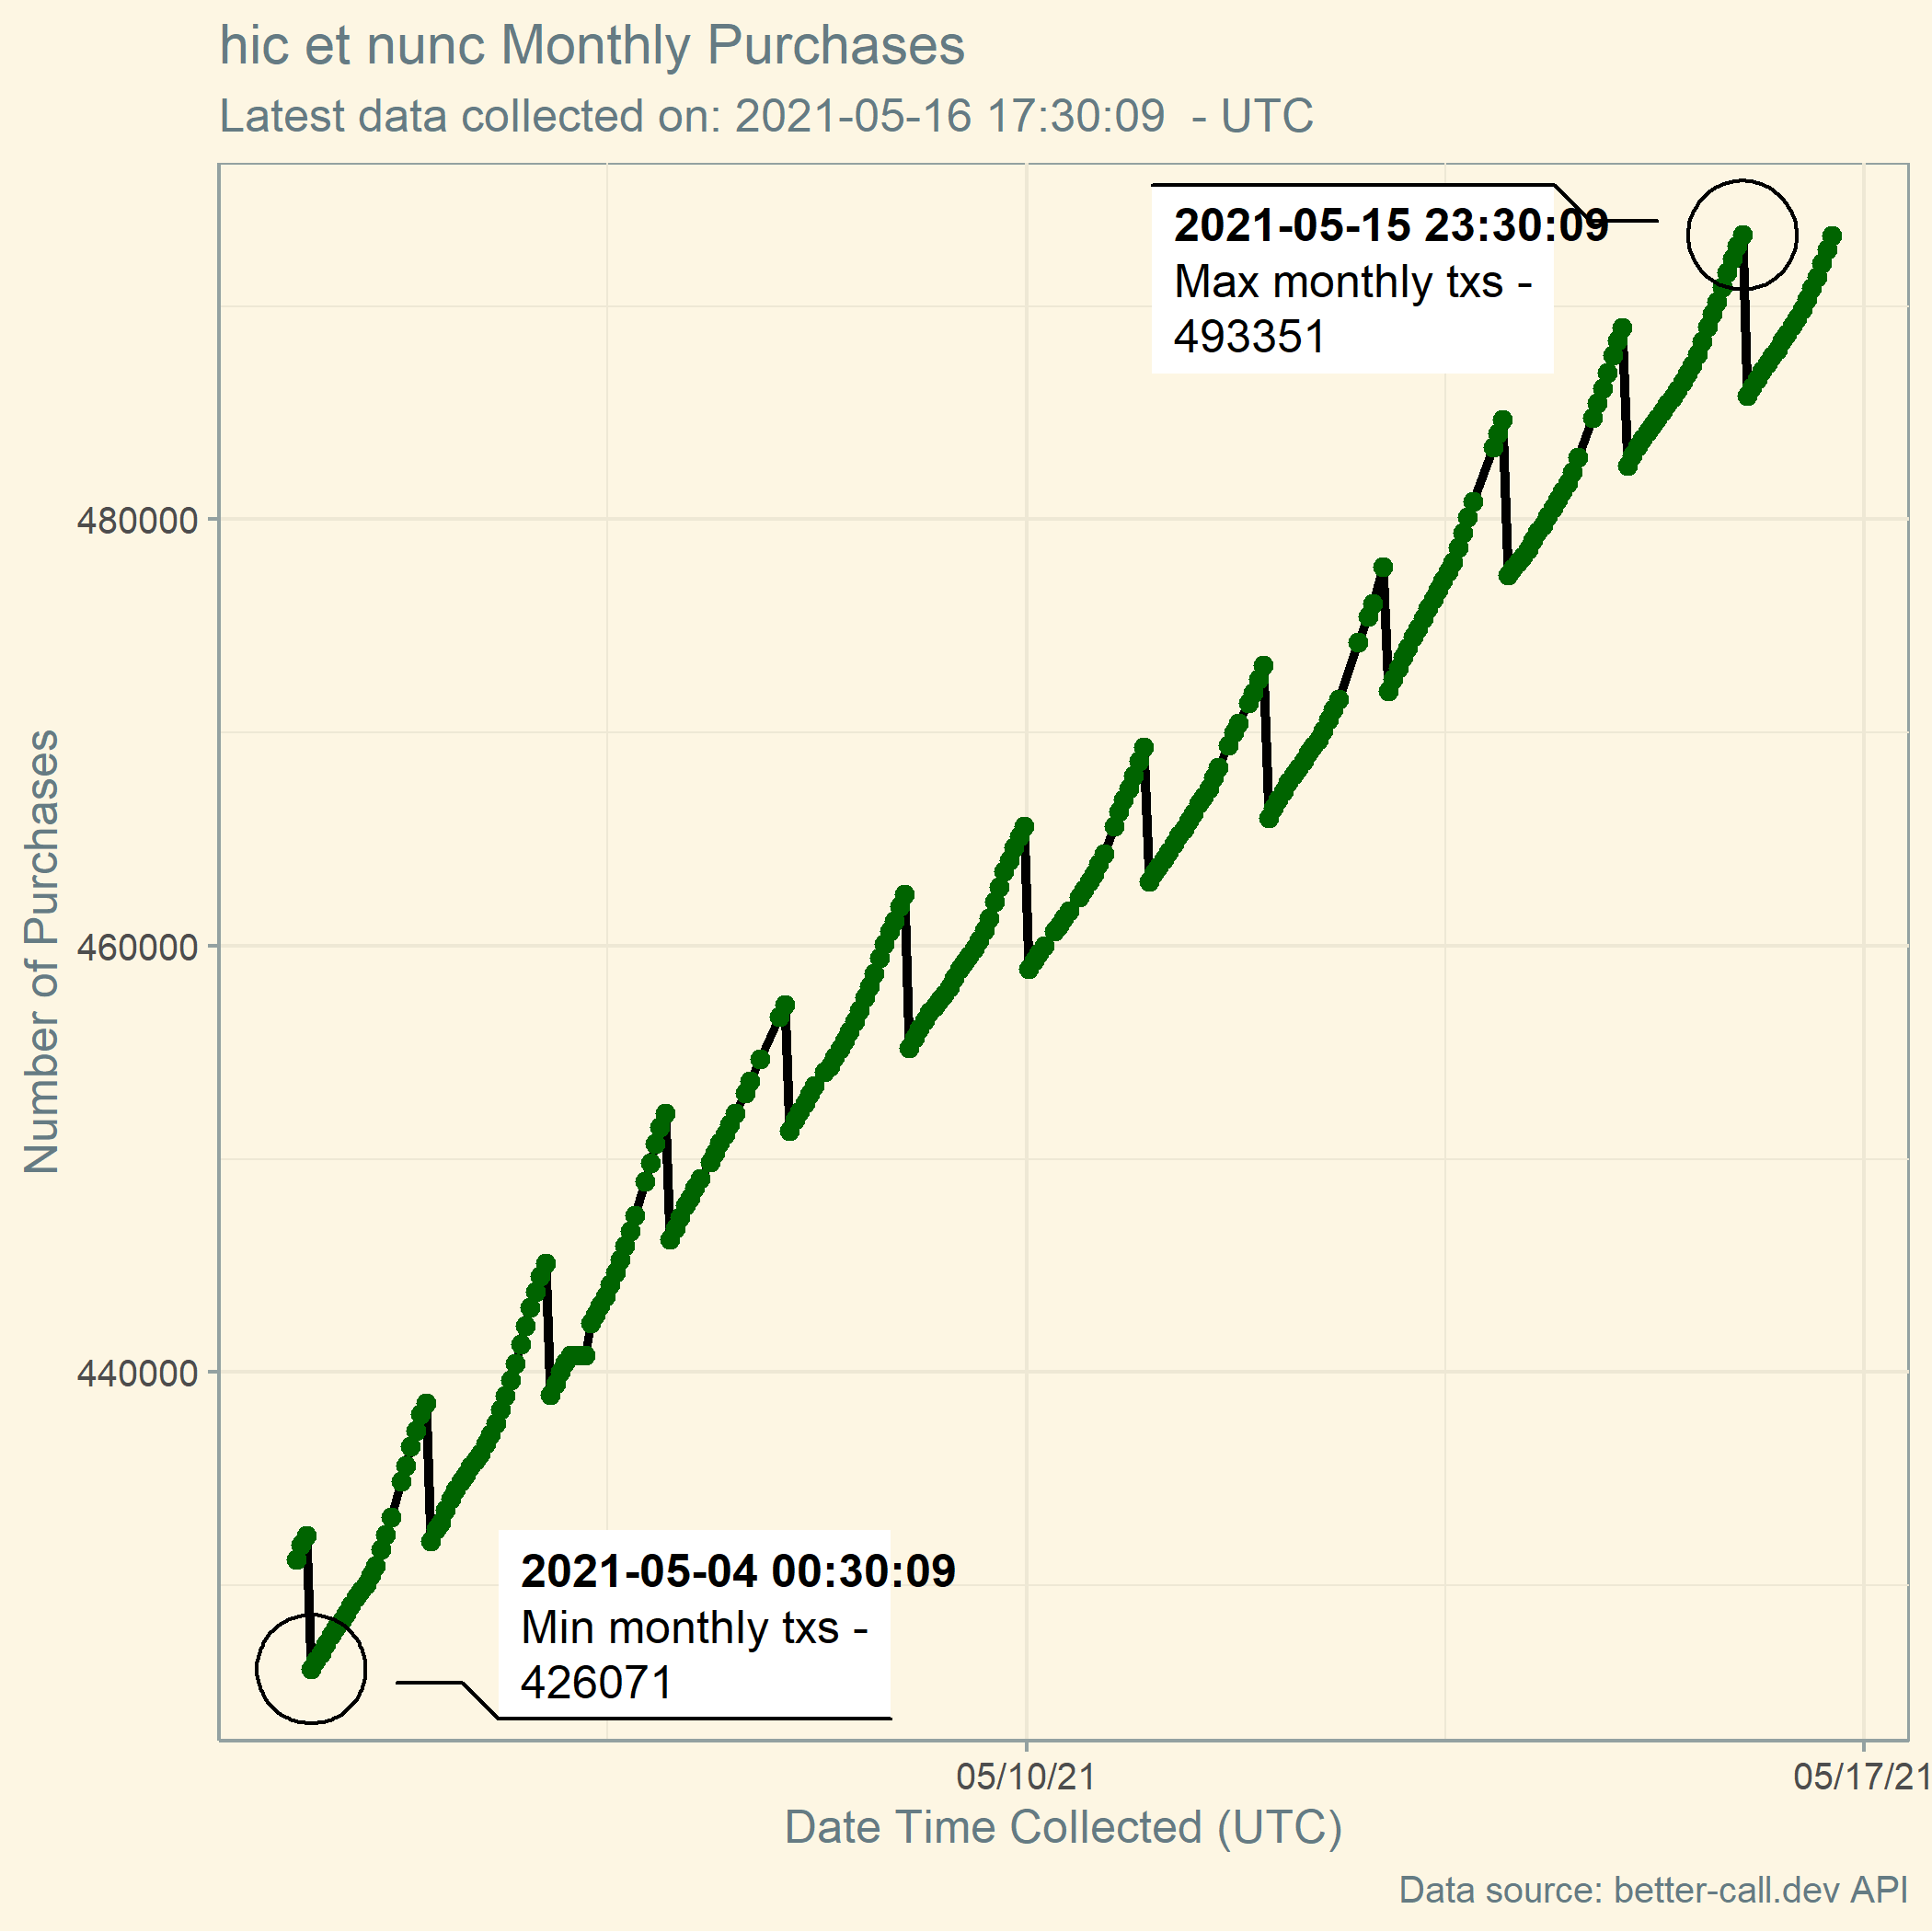 hic et nunc Monthly Purchases
Latest data collected on: 2021-05-16 17:30:09 - UTC
2021-05-15 23:30:09
Max monthly txs -
493351
480000
460000
440000
Number of Purchases
2021-05-04 00:30:09
Min monthly txs -
426071
05/10/21
05/17/21
Date Time Collected (UTC)
Data source: better-call.dev API